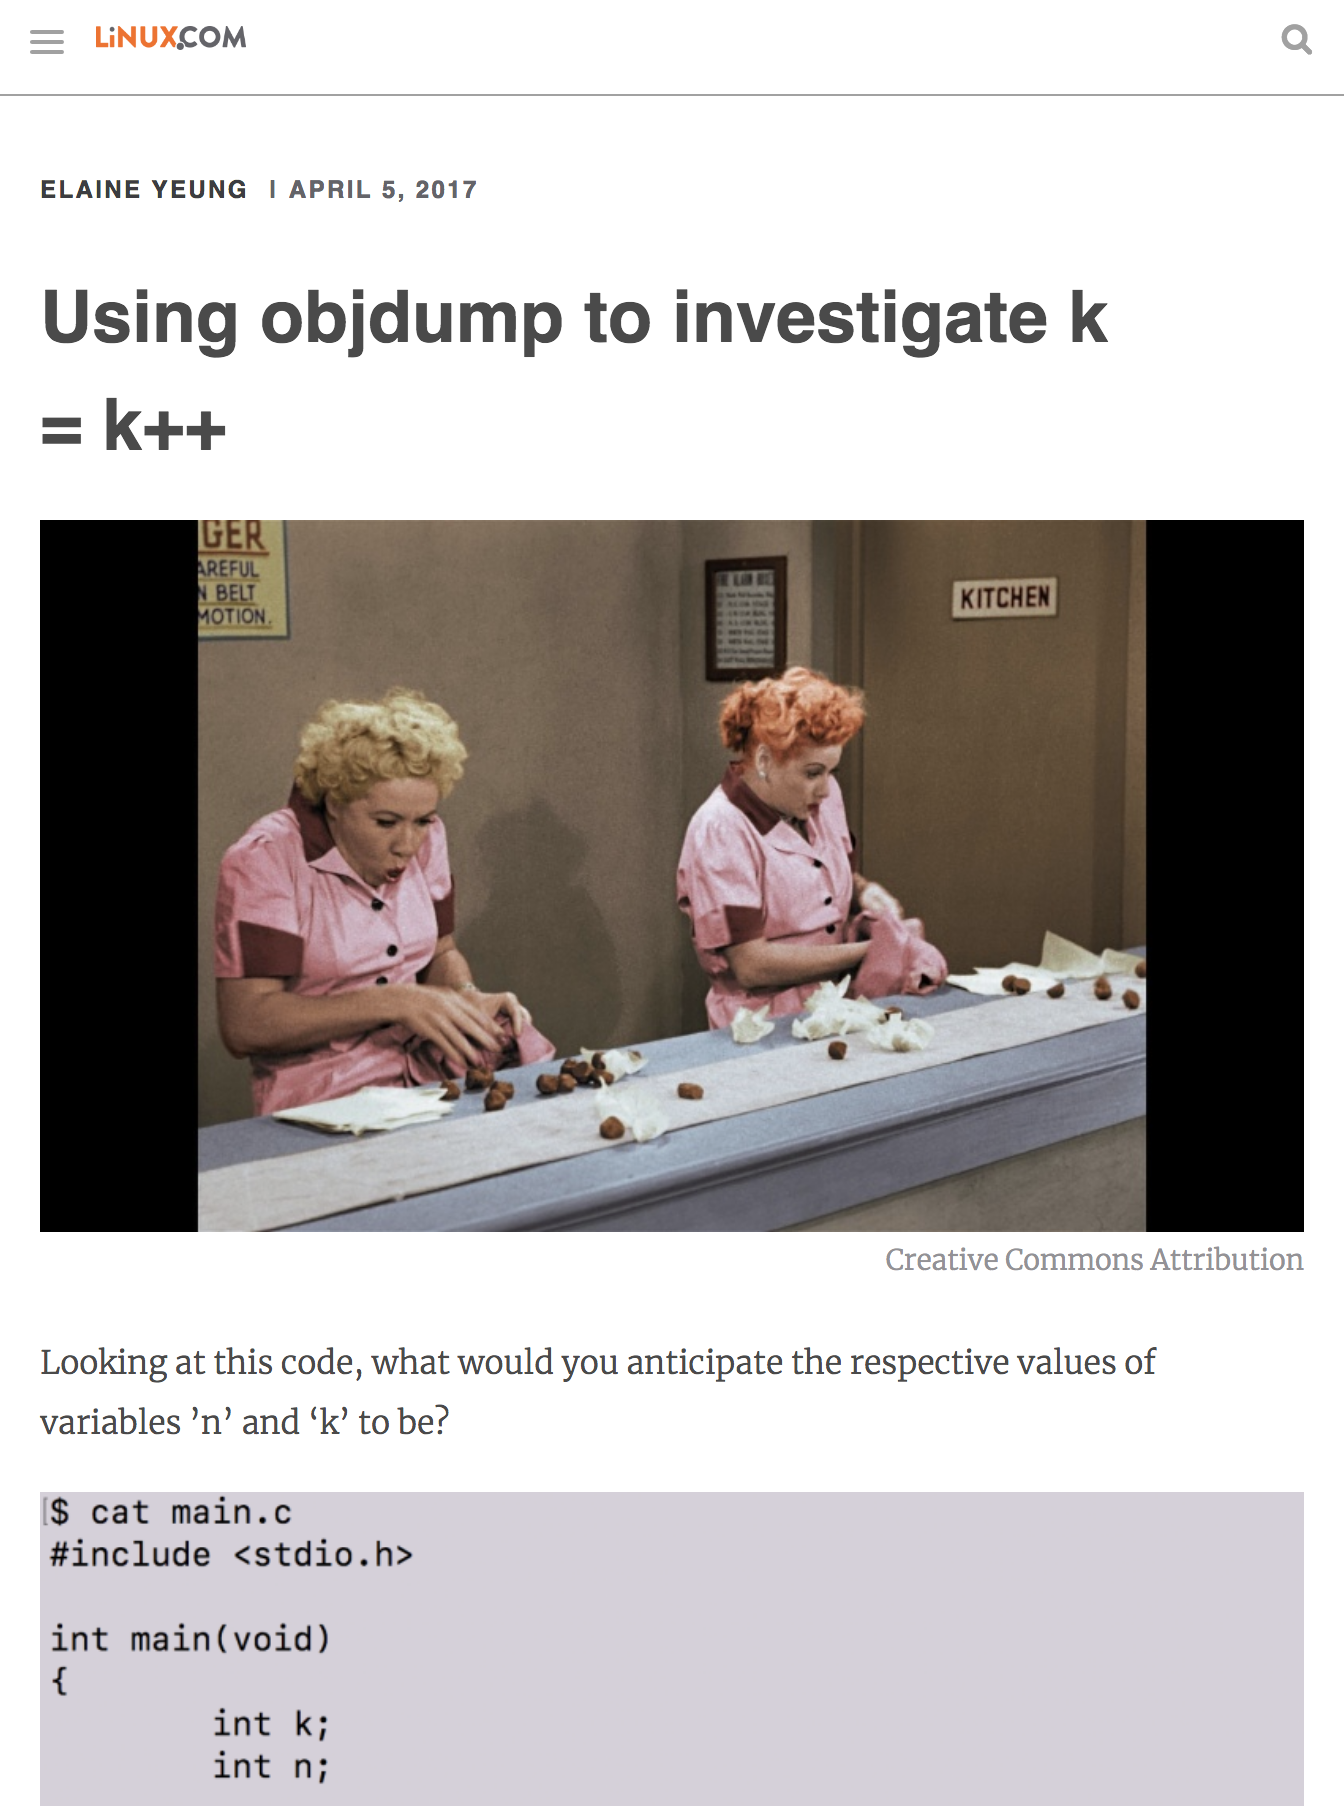 LiNUX.COM
ELAINE YEUNG | APRIL 5, 2017
Using objdump to investigate k
= k++
GER
AREFUL
N BELT
MOTION.
KITCHEN
Creative Commons Attribution
Looking at this code, what would you anticipate the respective values of
variables ’n’ and ‘k’ to be?
[$ cat main.c
#include <stdio.h>
int main(void)
{
int k;
int n;